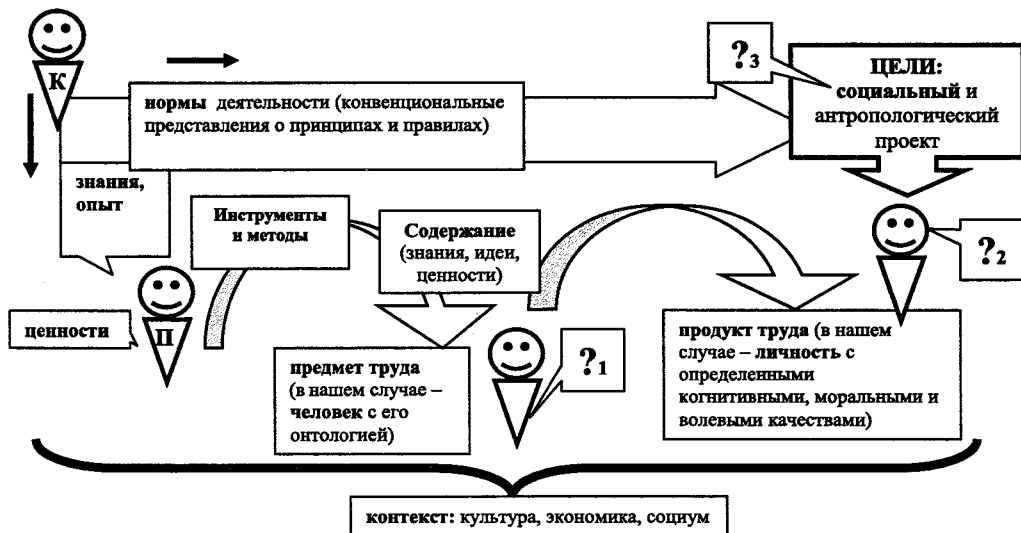 К
нормы деятельности (конвенциональные
представления о принципах и правилах)
?3
ЦЕЛИ:
социальный и
антропологический
проект
знания,
опыт
Инструменты
и методы
Содержание
(знания, идеи,
ценности)
?2
ценности
П
предмет труда
(в нашем случае –
человек с его
онтологией)
?1
продукт труда (в нашем
случае – личность с
определенными
когнитивными, моральными и
волевыми качествами)
контекст: культура, экономика, социум